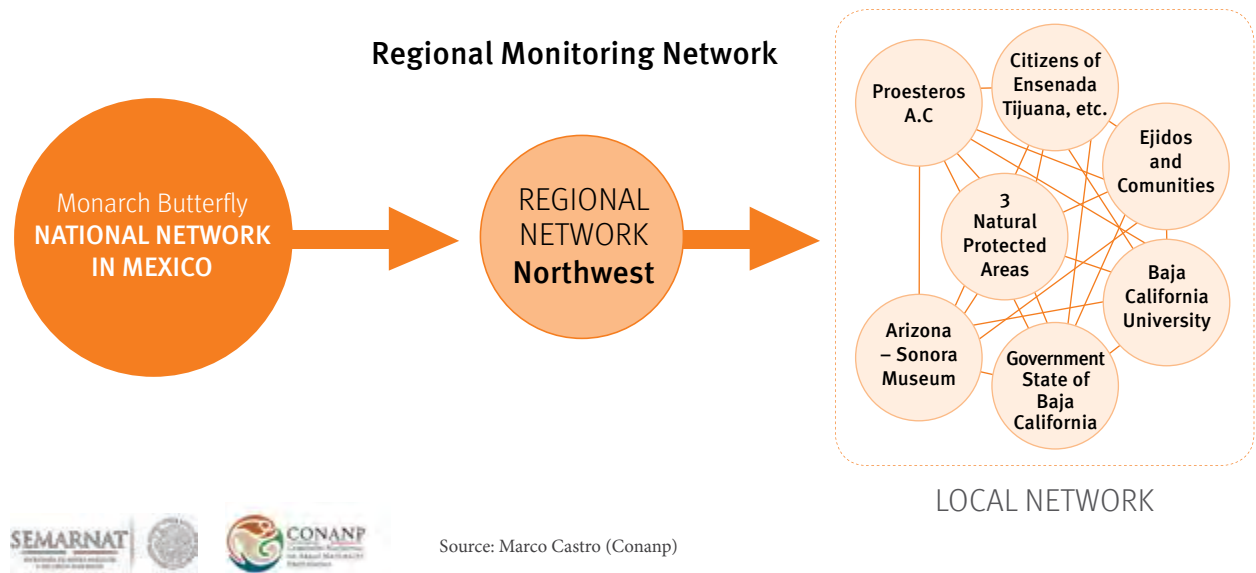 Regional Monitoring Network
Monarch Butterfly
NATIONAL NETWORK
IN MEXICO
REGIONAL
NETWORK
Northwest
Proesteros
A.C
Citizens of
Ensenada
Tijuana, etc.
Ejidos
and
Comunities
3
Natural
Protected
Areas
Baja
California
University
Arizona
– Sonora
Museum
Government
State of
Baja
California
LOCAL NETWORK
SEMARNAT
CONANP
Source: Marco Castro (Conanp)